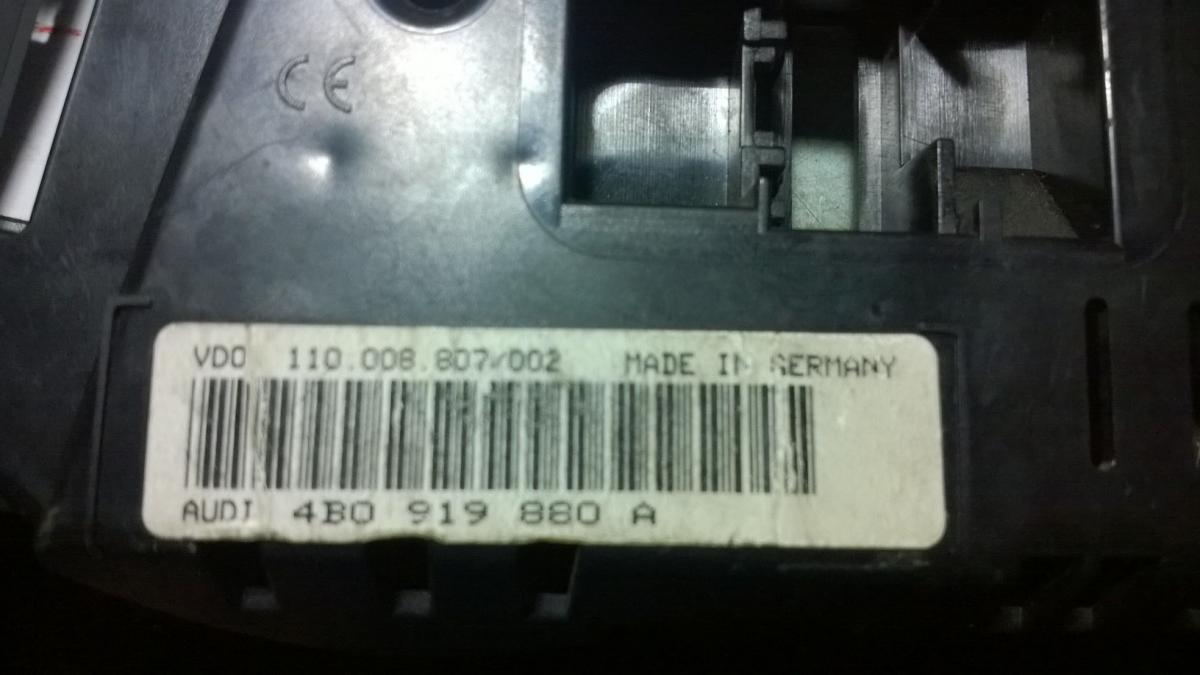 CE
VDO 110.008.807/002 MADE IN GERMANY
AUDI 4B0 919 880 A